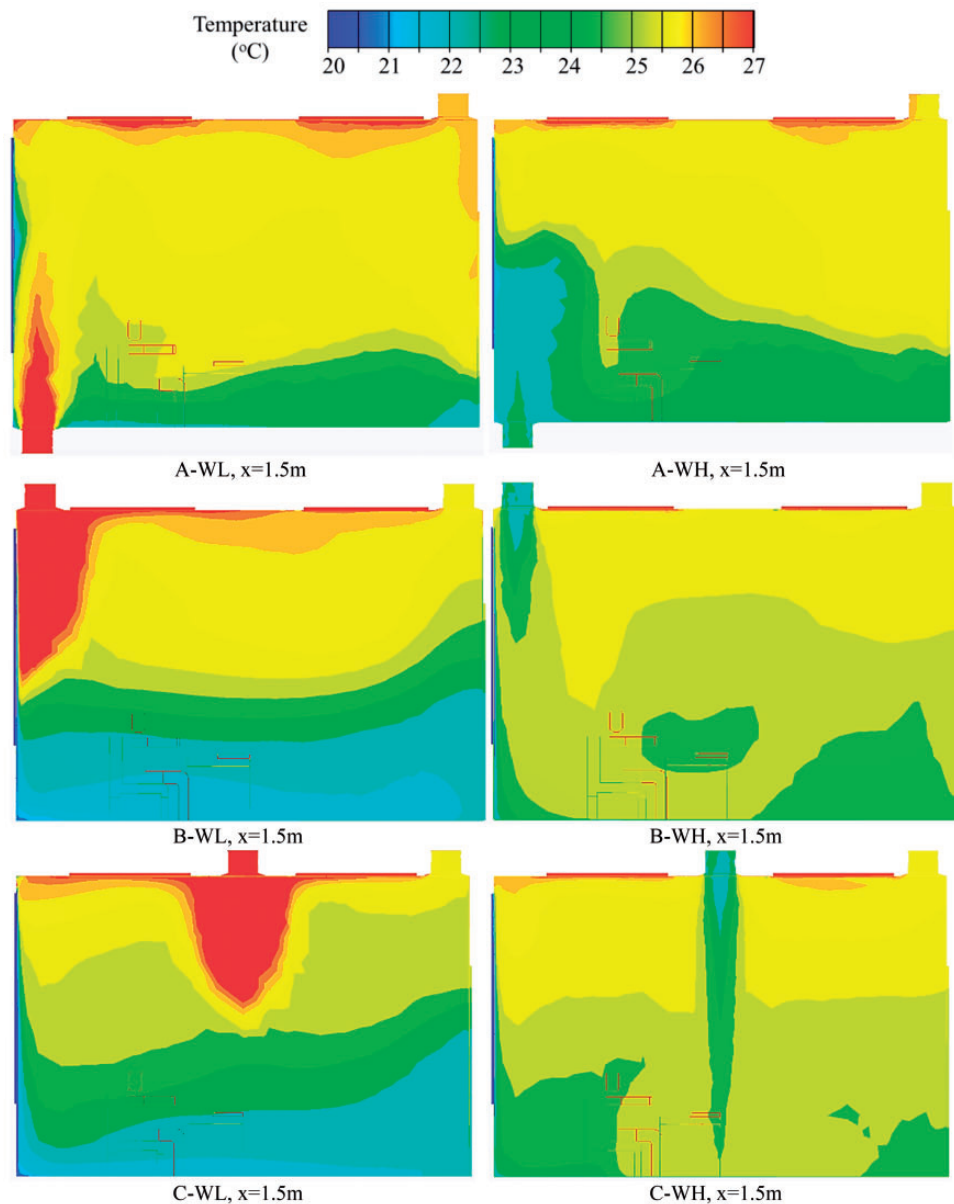 Temperature
(°C)
20 21 22 23 24 25 26 27
A-WL, x=1.5m
A-WH, x=1.5m
B-WL, x=1.5m
B-WH, x=1.5m
C-WL, x=1.5m
C-WH, x=1.5m